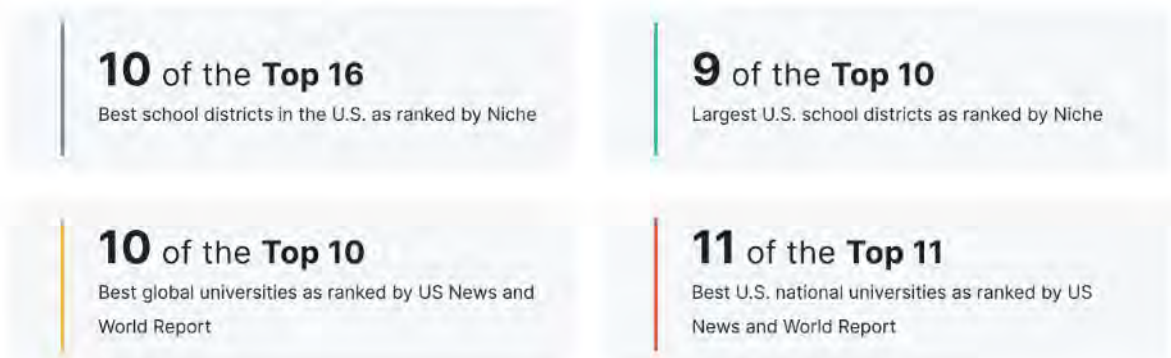 10 of the Top 16
Best school districts in the U.S. as ranked by Niche
9 of the Top 10
Largest U.S. school districts as ranked by Niche
10 of the Top 10
Best global universities as ranked by US News and
World Report
11 of the Top 11
Best U.S. national universities as ranked by US
News and World Report